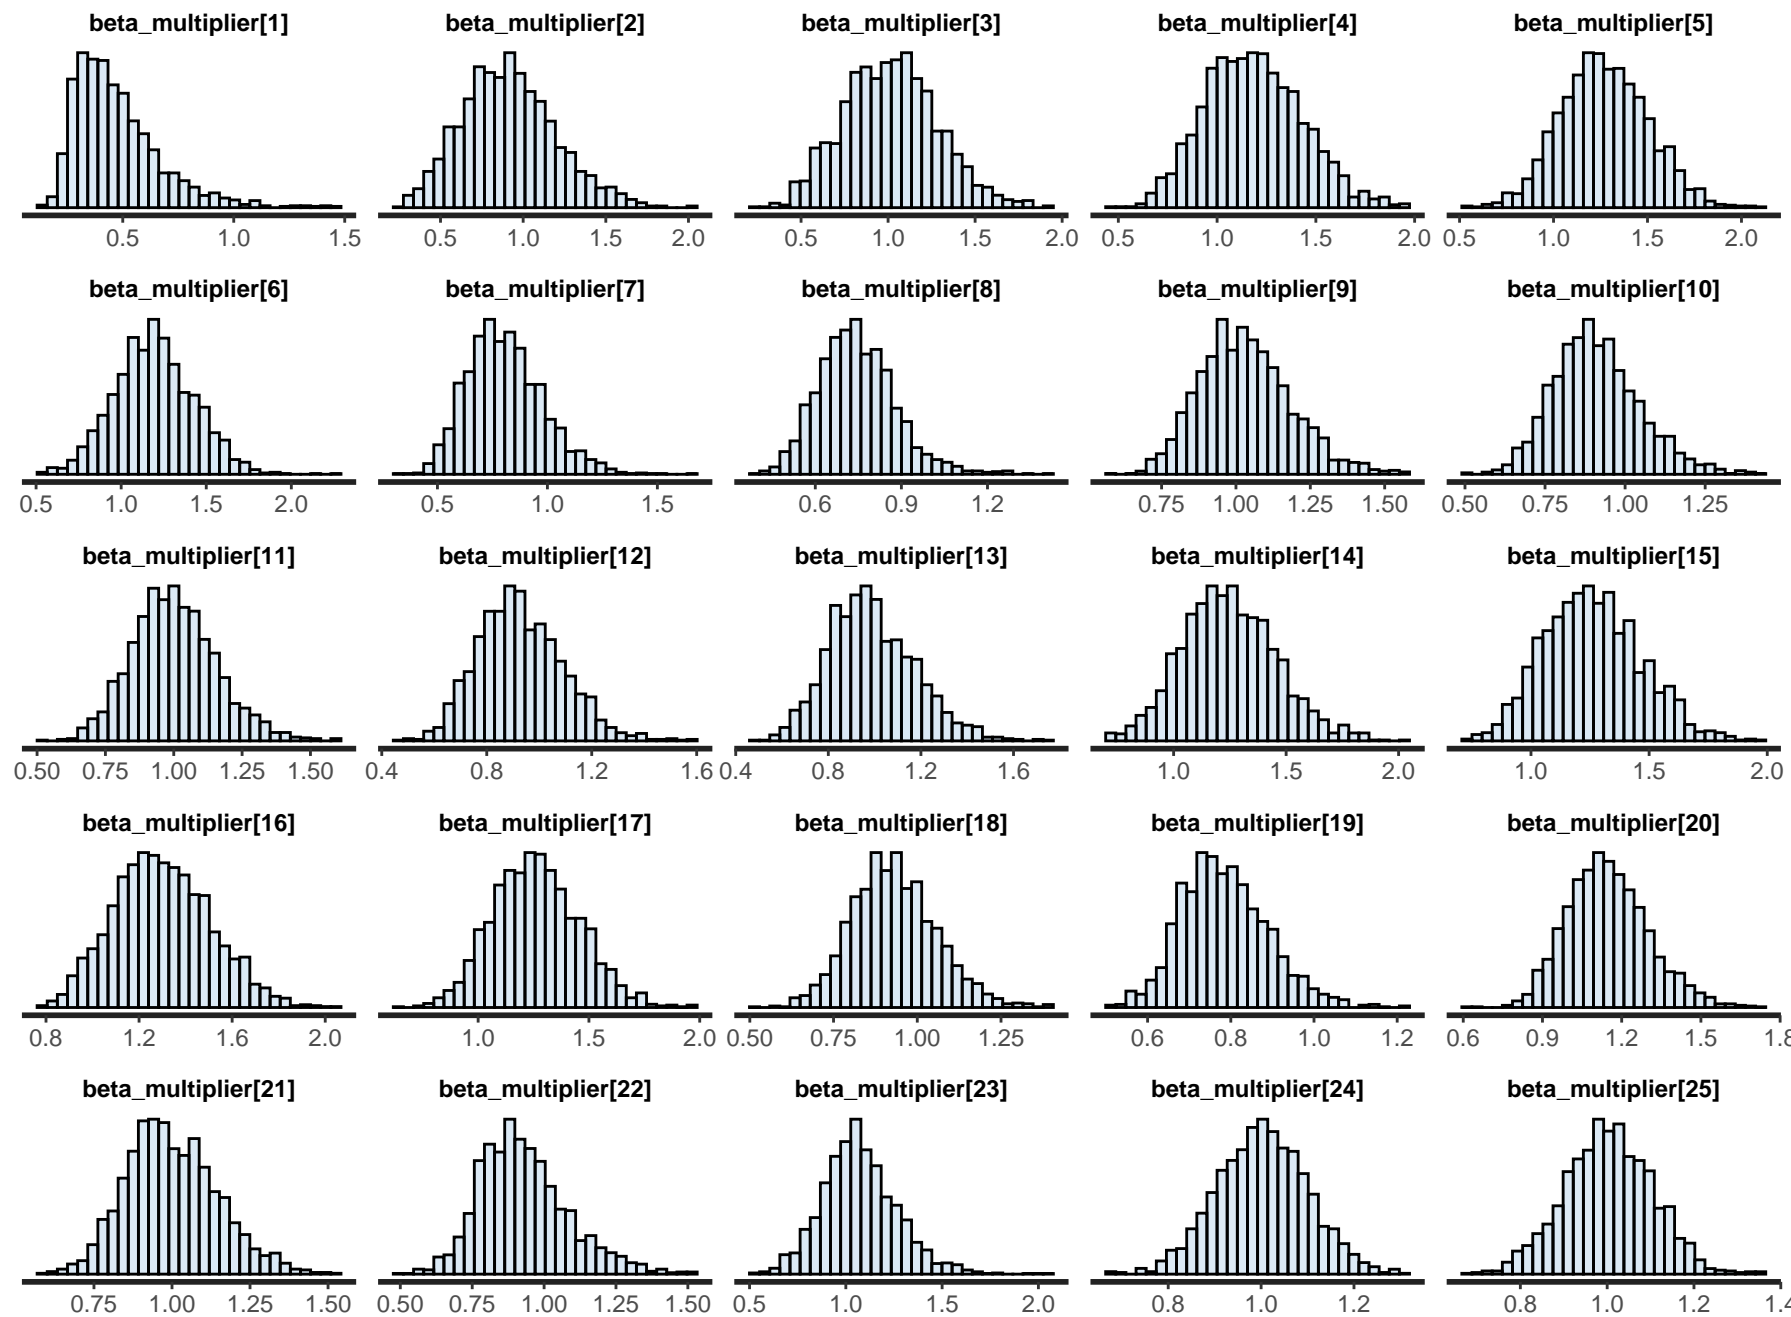 beta_multiplier[1] beta_multiplier[2] beta_multiplier[3] beta_multiplier[4] beta_multiplier[5]
0.5 1.0 1.5 0.5 1.0 1.5 2.0 0.5 1.0 1.5 2.0 0.5 1.0 1.5 2.0 0.5 1.0 1.5 2.0
beta_multiplier[6] beta_multiplier[7] beta_multiplier[8] beta_multiplier[9] beta_multiplier[10]
0.5 1.0 1.5 2.0 0.5 1.0 1.5 0.6 0.9 1.2 0.75 1.00 1.25 1.50 0.50 0.75 1.00 1.25
beta_multiplier[11] beta_multiplier[12] beta_multiplier[13] beta_multiplier[14] beta_multiplier[15]
0.50 0.75 1.00 1.25 1.50 0.4 0.8 1.2 1.6 0.4 0.8 1.2 1.6 1.0 1.5 2.0 1.0 1.5 2.0
beta_multiplier[16] beta_multiplier[17] beta_multiplier[18] beta_multiplier[19] beta_multiplier[20]
0.8 1.2 1.6 2.0 1.0 1.5 2.0 0.50 0.75 1.00 1.25 0.6 0.8 1.0 1.2 0.6 0.9 1.2 1.5 1.8
beta_multiplier[21] beta_multiplier[22] beta_multiplier[23] beta_multiplier[24] beta_multiplier[25]
0.75 1.00 1.25 1.50 0.50 0.75 1.00 1.25 1.50 0.5 1.0 1.5 2.0 0.8 1.0 1.2 0.8 1.0 1.2 1.4